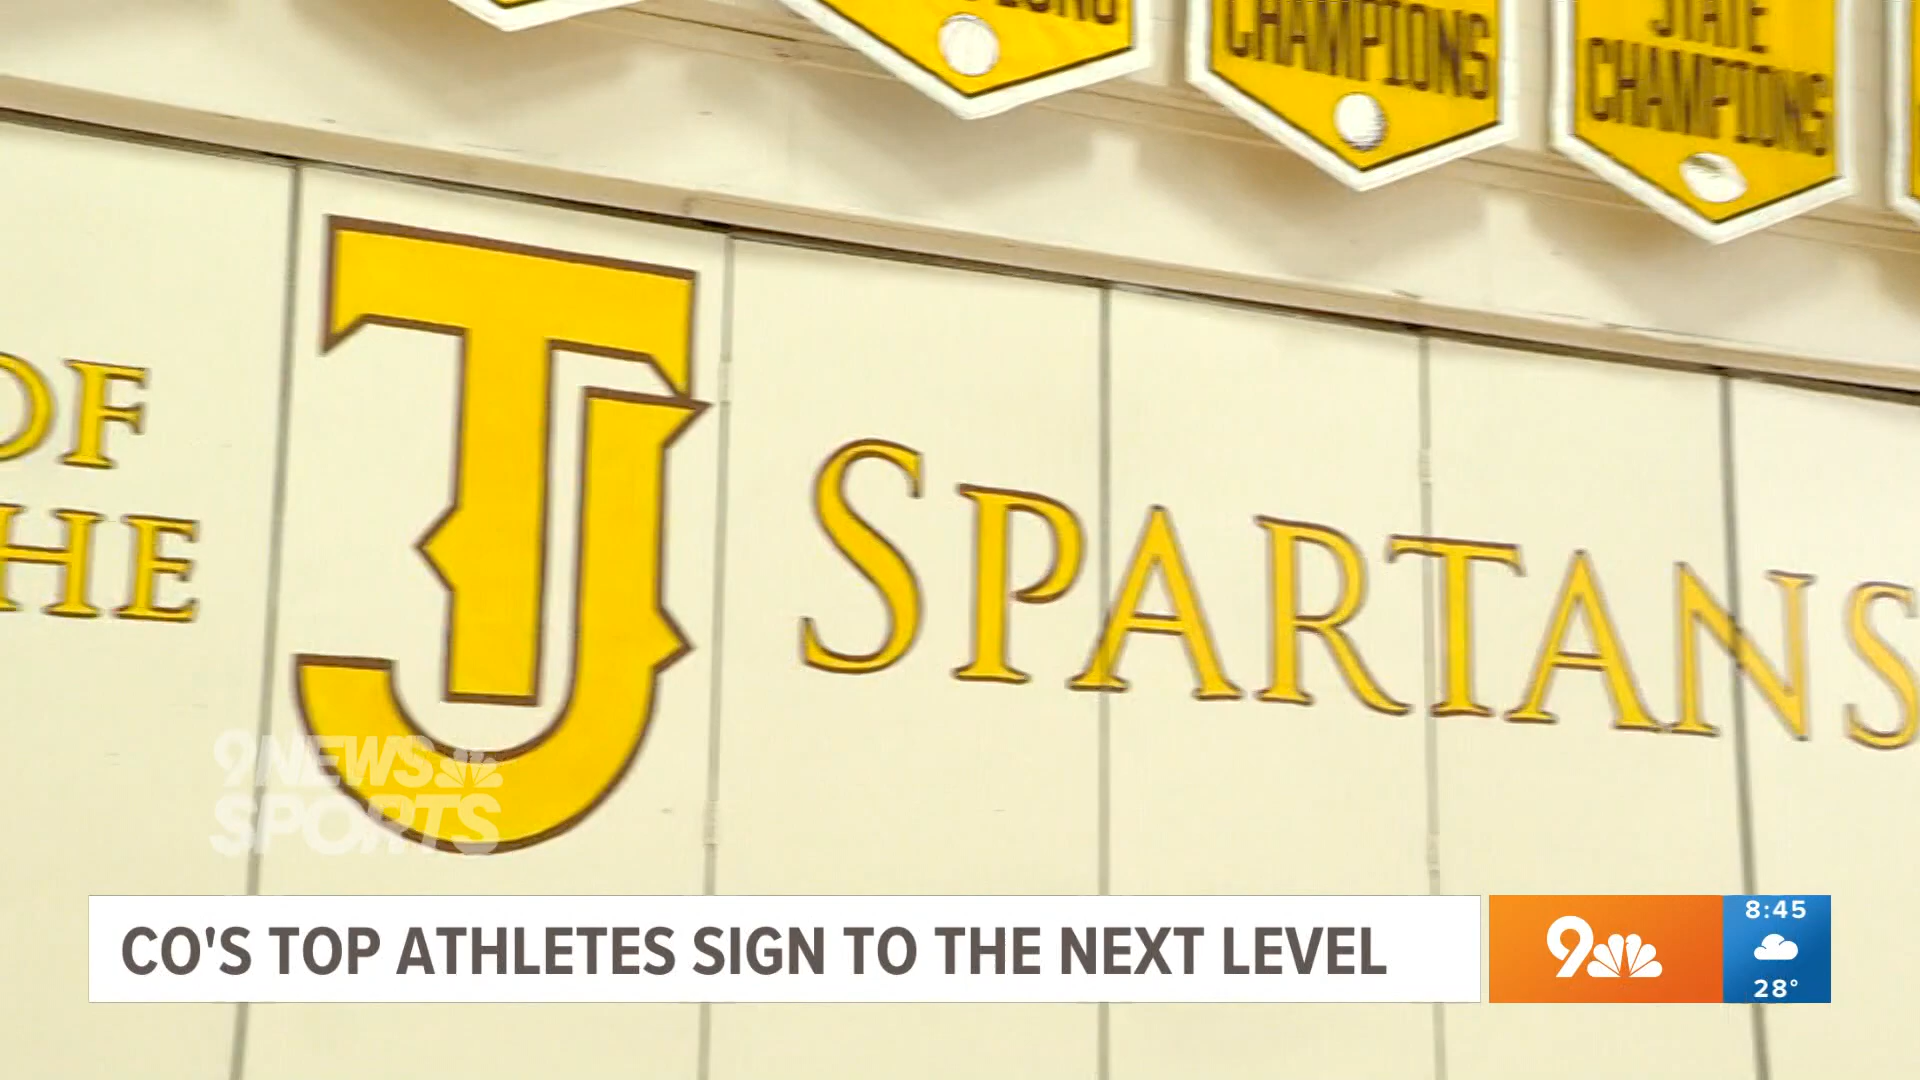 CHAMPIONS
STATE
CHAMPIONS
OF
HE
TJ
SPARTANS
9NEWS
SPORTS
CO'S TOP ATHLETES SIGN TO THE NEXT LEVEL
9
8:45
28°